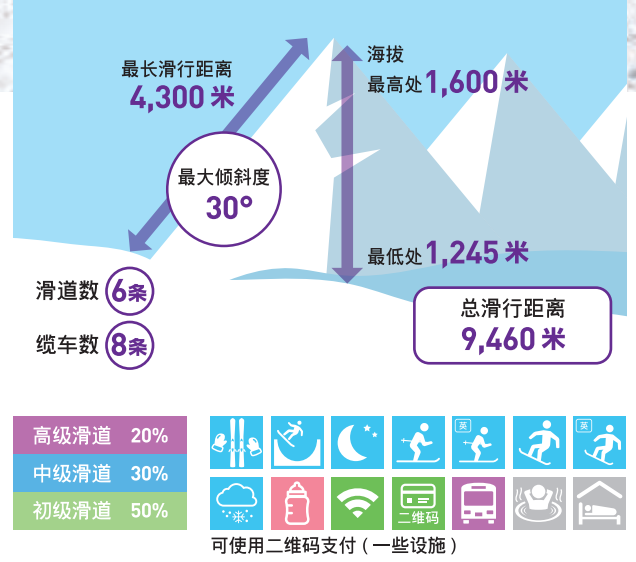 最长滑行距离
4,300 米
海拔
最高处 1,600 米
最大倾斜度
30°
最低处 1,245 米
滑道数 6条
缆车数 8条
总滑行距离
9,460 米
高级滑道 20%
中级滑道 30%
初级滑道 50%
英
英
二维码
可使用二维码支付 ( 一些设施 )